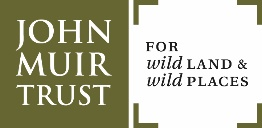 JOHN
MUIR
TRUST
FOR
wild LAND &
wild PLACES